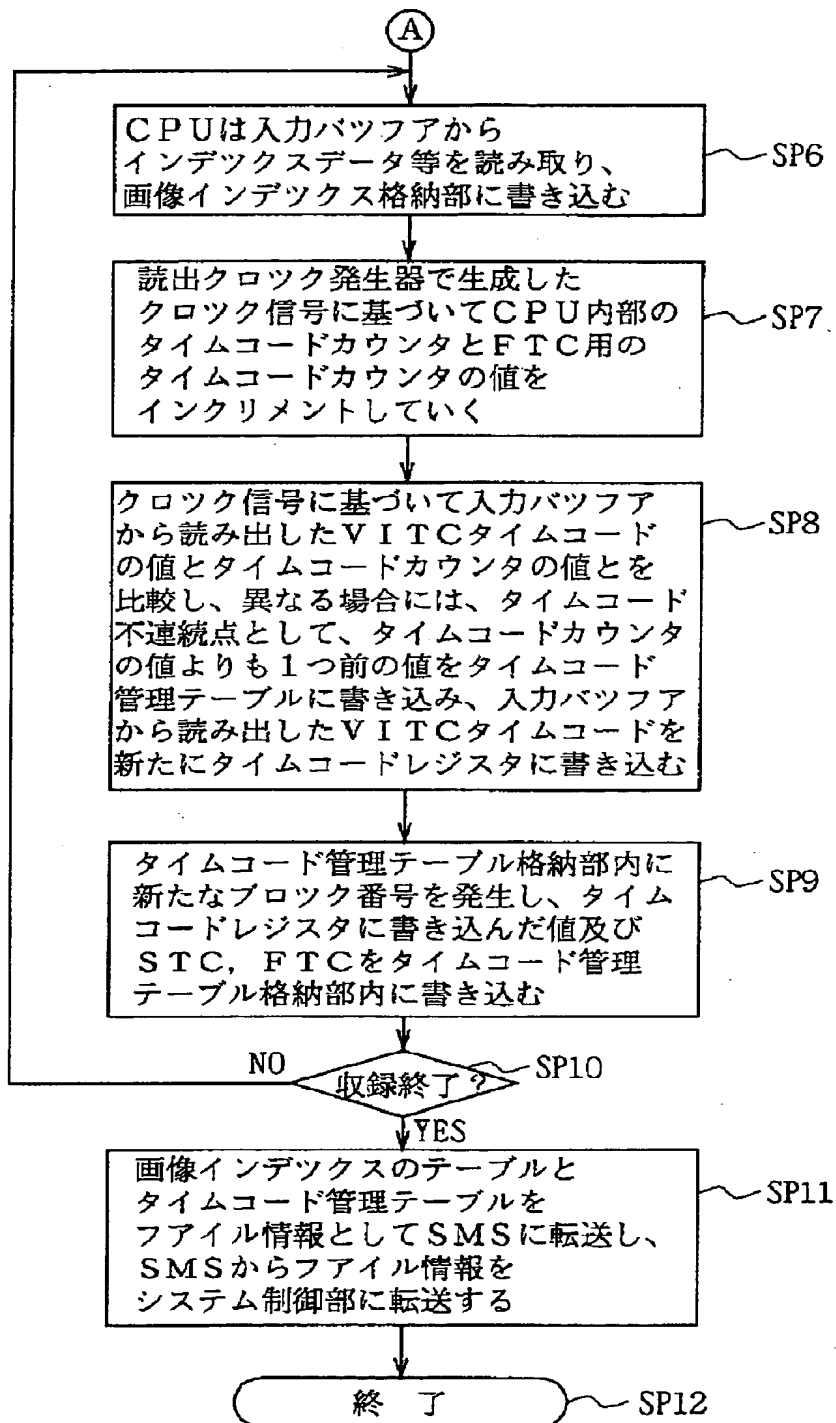 A
CPUは入力バツフアから
インデツクスデータ等を読み取り、
画像インデツクス格納部に書き込む
SP6
読出クロツク発生器で生成した
クロツク信号に基づいてCPU内部の
タイムコードカウンタとFTC用の
タイムコードカウンタの値を
インクリメントしていく
SP7
クロツク信号に基づいて入力バツフア
から読み出したVITCタイムコード
の値とタイムコードカウンタの値とを
比較し、異なる場合には、タイムコード
不連続点として、タイムコードカウンタ
の値よりも1つ前の値をタイムコード
管理テーブルに書き込み、入力バツフア
から読み出したVITCタイムコードを
新たにタイムコードレジスタに書き込む
SP8
タイムコード管理テーブル格納部内に
新たなブロック番号を発生し、タイム
コードレジスタに書き込んだ値及び
STC,FTCをタイムコード管理
テーブル格納部内に書き込む
SP9
NO
収録終了?
SP10
YES
画像インデツクスのテーブルと
タイムコード管理テーブルを
フアイル情報としてSMSに転送し、
SMSからフアイル情報を
システム制御部に転送する
SP11
終 了
SP12